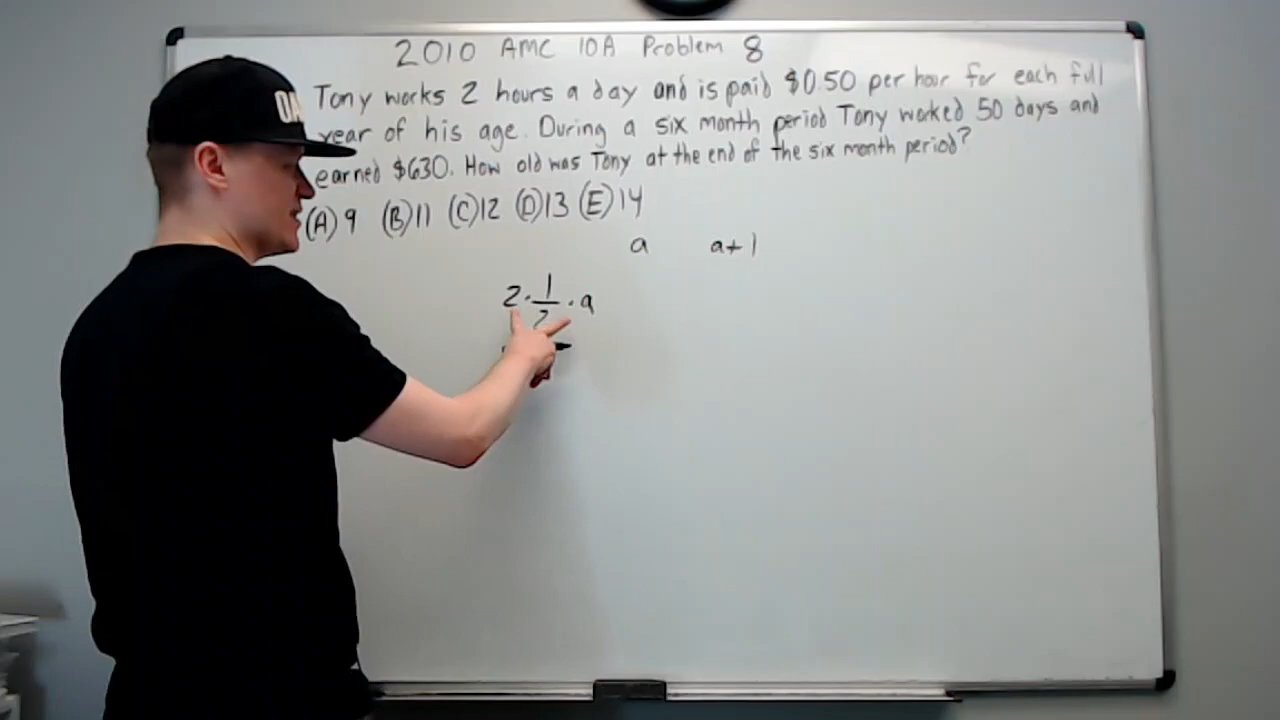 2010 AMC 10A Problem 8
Tony works 2 hours a day and is paid $0.50 per hour for each full
year of his age. During a six month period Tony worked 50 days and
earned $630. How old was Tony at the end of the six month period?
(A) 9 (B) 11 (C) 12 (D) 13 (E) 14
a a+1
2 · 1/2 · a